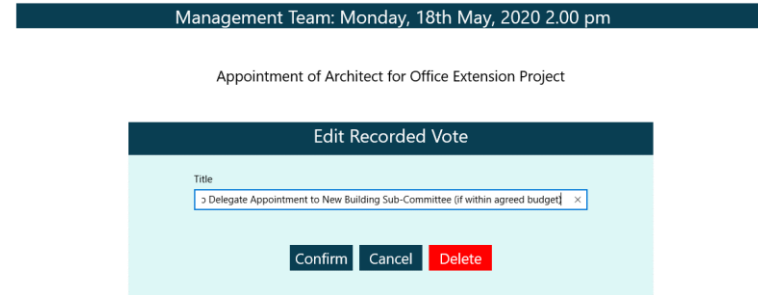 Management Team: Monday, 18th May, 2020 2.00 pm
Appointment of Architect for Office Extension Project
Edit Recorded Vote
Title
Delegate Appointment to New Building Sub-Committee (if within agreed budget)
Confirm Cancel Delete